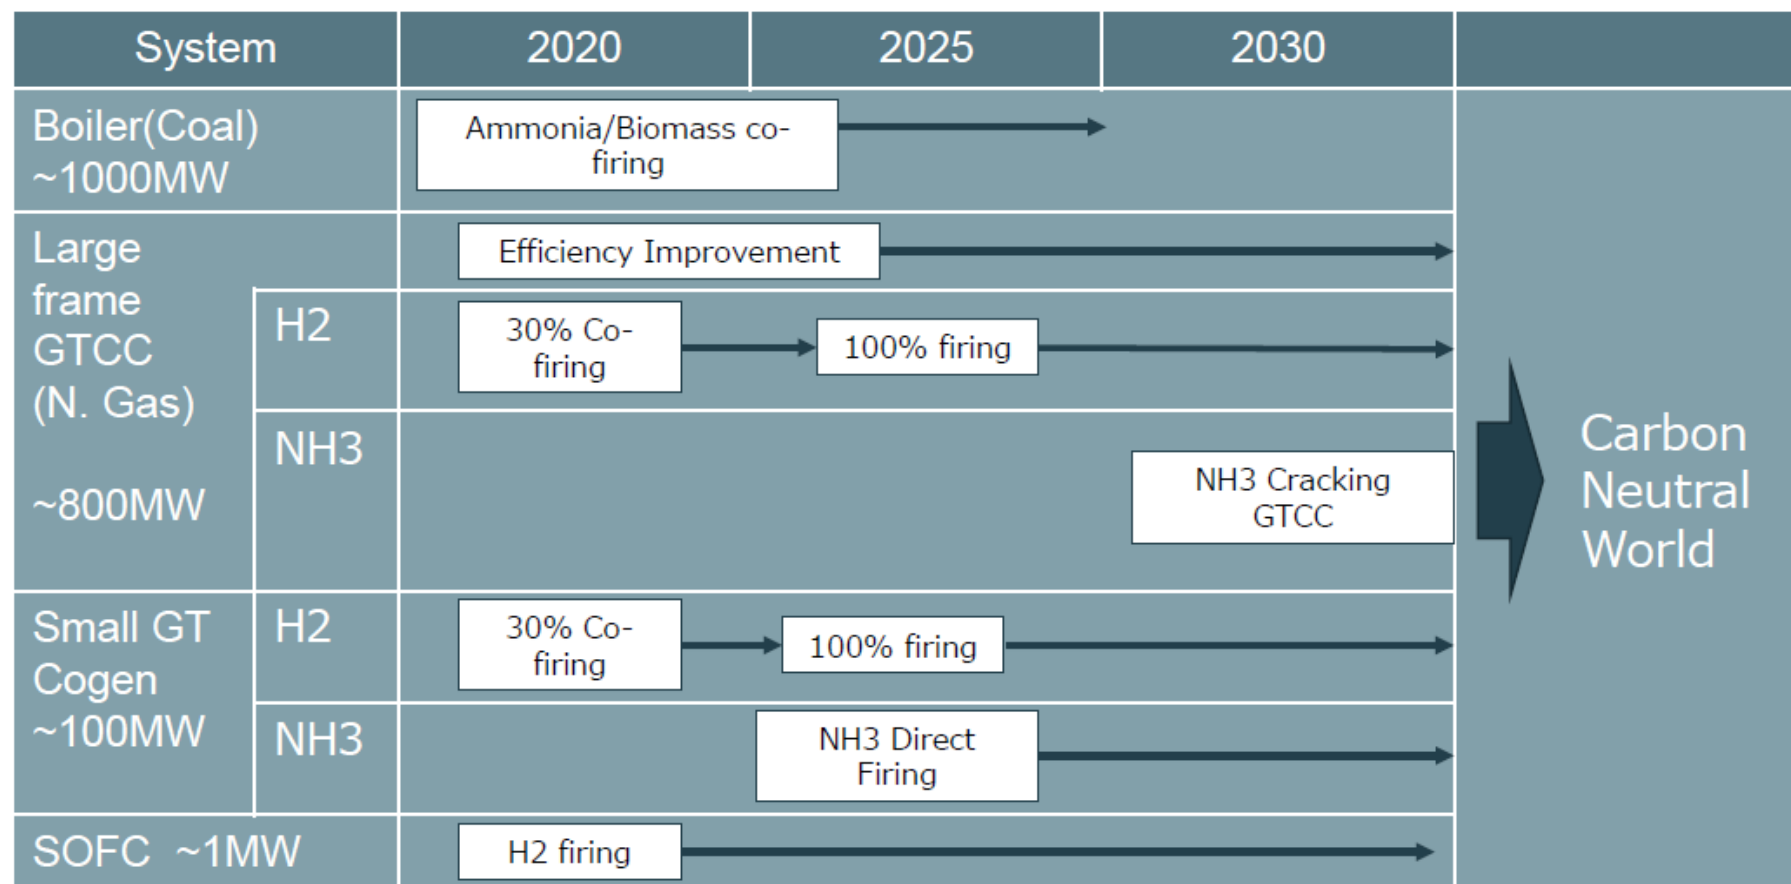 System 2020 2025 2030
Boiler(Coal)
~1000MW
Ammonia/Biomass co-
firing
Large
frame
GTCC
(N. Gas)
~800MW
Efficiency Improvement
H2
30% Co-
firing
100% firing
NH3
NH3 Cracking
GTCC
Small GT
Cogen
~100MW
H2
30% Co-
firing
100% firing
NH3
NH3 Direct
Firing
SOFC ~1MW
H2 firing
Carbon
Neutral
World